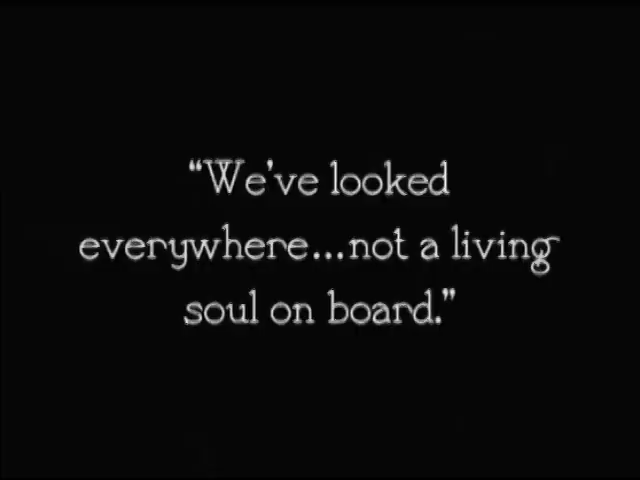 “We’ve looked
everywhere...not a living
soul on board.”